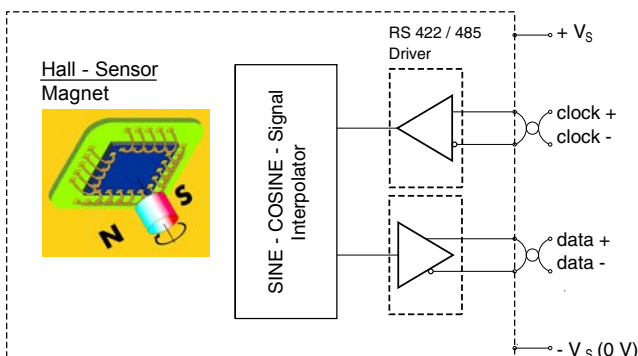 Hall - Sensor
Magnet
N
S
SINE - COSINE - Signal
Interpolator
RS 422 / 485
Driver
+ VS
clock +
clock -
data +
data -
- VS (0 V)